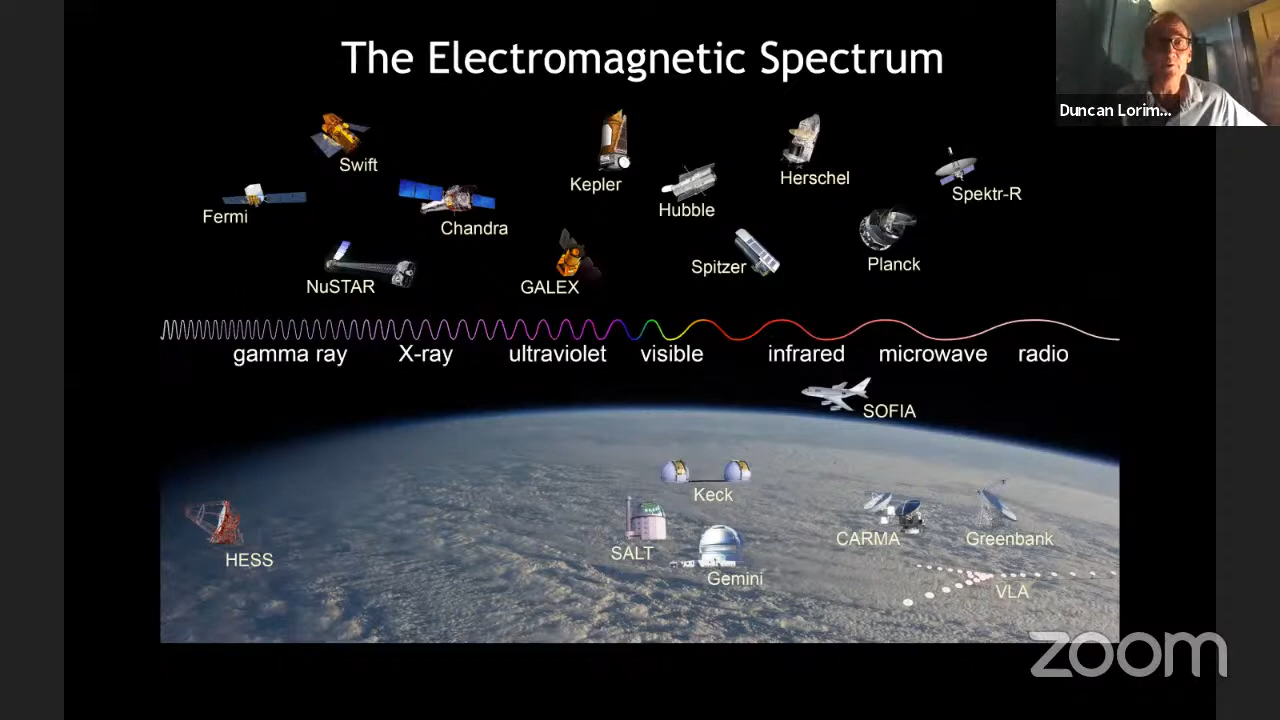 The Electromagnetic Spectrum
Duncan Lorim...
Swift
Kepler
Herschel
Spektr-R
Fermi
Hubble
Chandra
Spitzer
Planck
NuSTAR
GALEX
gamma ray X-ray ultraviolet visible infrared microwave radio
SOFIA
Keck
HESS
SALT
CARMA
Greenbank
Gemini
VLA
zoom